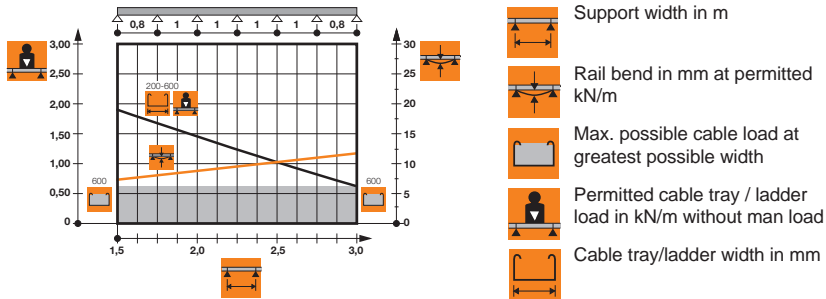 0,8 1 1 1 1 0,8
3,00 30
2,50 25
200-600
2,00 20
1,50 15
1,00 10
600 600
0,50 5
0 0
1,5 2,0 2,5 3,0
Support width in m
Rail bend in mm at permitted
kN/m
Max. possible cable load at
greatest possible width
Permitted cable tray / ladder
load in kN/m without man load
Cable tray/ladder width in mm